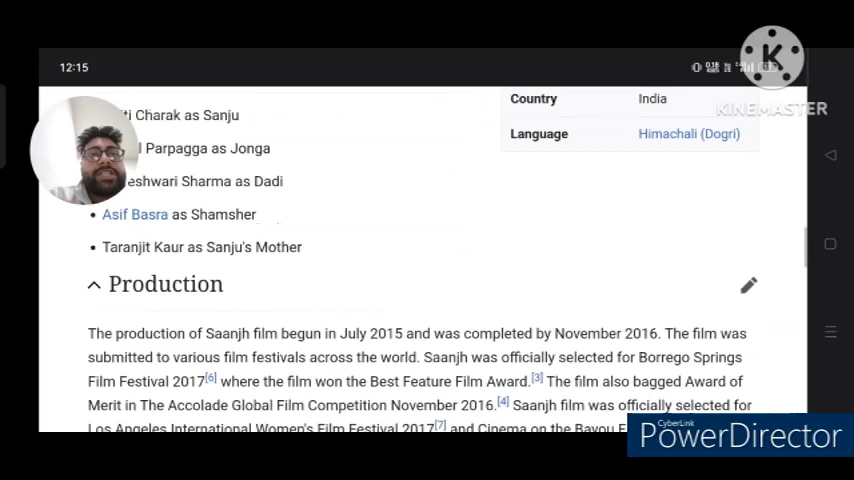 12:15
KINEMASTER
Country India
Language Himachali (Dogri)
Charak as Sanju
Parpagga as Jonga
Sharma as Dadi
• Asif Basra as Shamsher
• Taranjit Kaur as Sanju's Mother
Production
The production of Saanjh film begun in July 2015 and was completed by November 2016. The film was
submitted to various film festivals across the world. Saanjh was officially selected for Borrego Springs
Film Festival 2017[6] where the film won the Best Feature Film Award.[3] The film also bagged Award of
Merit in The Accolade Global Film Competition November 2016.[4] Saanjh film was officially selected for
Los Angeles International Women's Film Festival 2017[7] and Cinema on the Bayou
CyberLink
PowerDirector